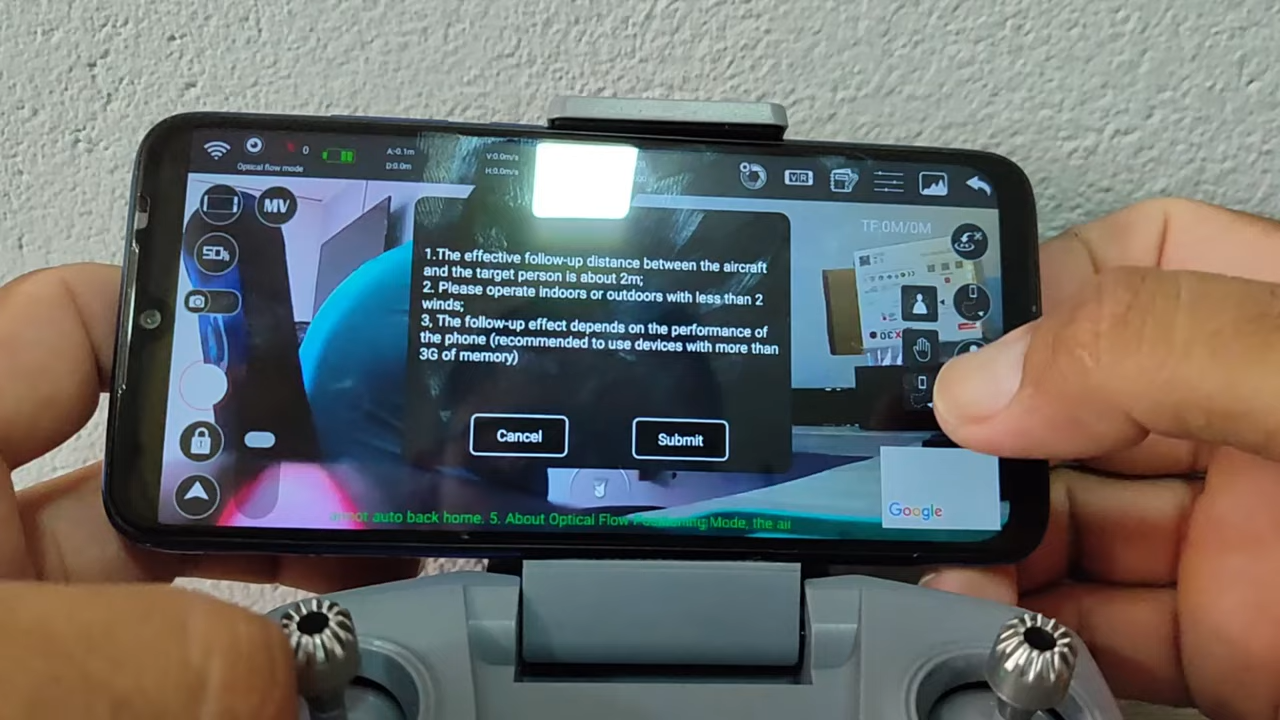 0
A:-0.1m
D:0.0m
V:0.0m/s
H:0.0m/s
Optical flow mode
VR
MV
TF:0M/0M
50%
1.The effective follow-up distance between the aircraft
and the target person is about 2m;
2. Please operate indoors or outdoors with less than 2
winds;
3, The follow-up effect depends on the performance of
the phone (recommended to use devices with more than
3G of memory)
Cancel
Submit
auto back home. 5. About Optical Flow Positioning Mode, the air
Google